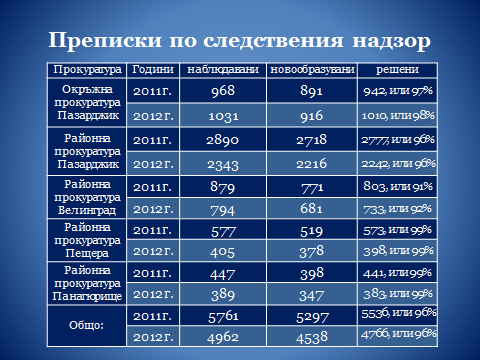 Преписки по следствения надзор
Прокуратура Години наблюдавани новообразувани решени
Окръжна прокуратура Пазарджик 2011г. 968 891 942, или 97%
2012г. 1031 916 1010, или 98%
Районна прокуратура Пазарджик 2011г. 2890 2718 2777, или 96%
2012г. 2343 2216 2242, или 96%
Районна прокуратура Велинград 2011г. 879 771 803, или 91%
2012г. 794 681 733, или 92%
Районна прокуратура Пещера 2011г. 577 519 573, или 99%
2012г. 405 378 398, или 99%
Районна прокуратура Панагюрище 2011г. 447 398 441, или 99%
2012г. 389 347 383, или 99%
Общо: 2011г. 5761 5297 5536, или 96%
2012г. 4962 4538 4766, или 96%